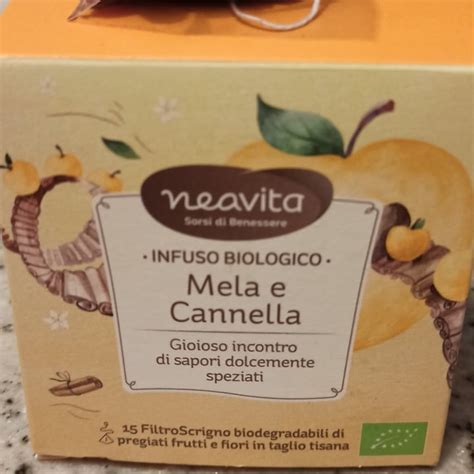 neavita
Sorsi di Benessere
• INFUSO BIOLOGICO •
Mela e
Cannella
Gioioso incontro
di sapori dolcemente
speziati
15 FiltroScrigno biodegradabili di
pregiati frutti e fiori in taglio tisana